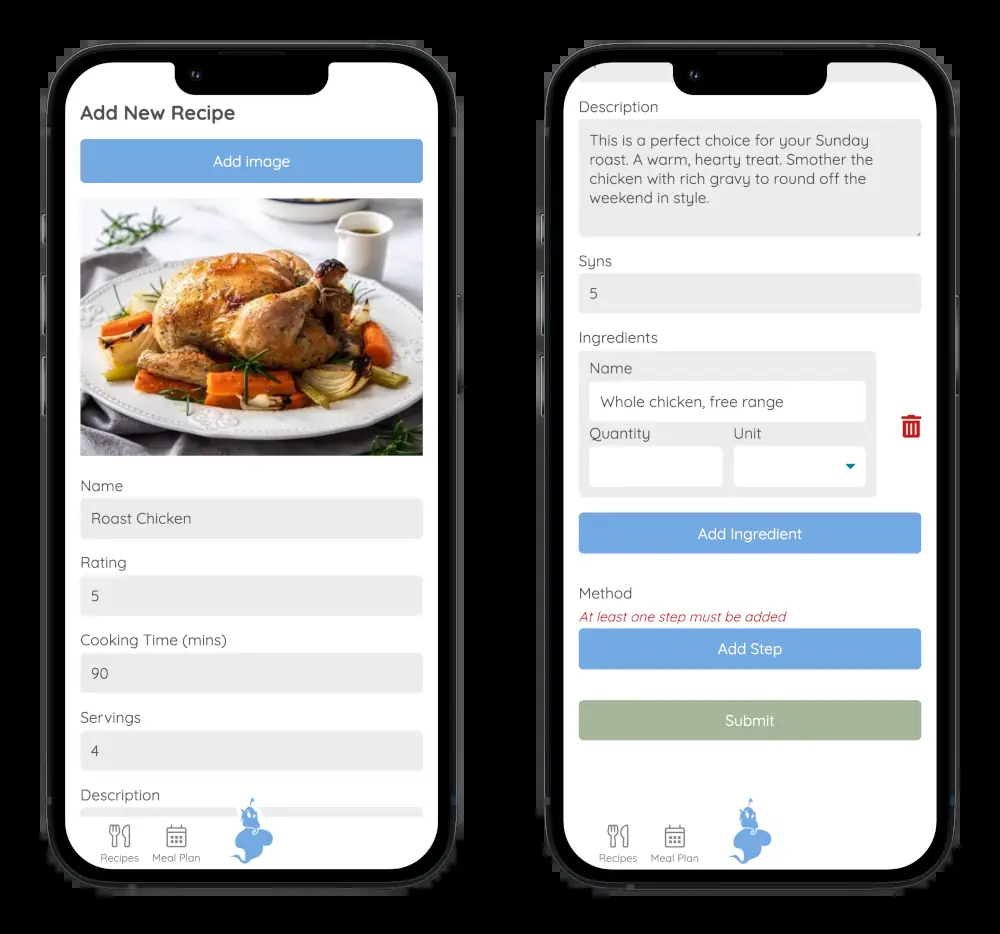 Add New Recipe
Add image
Name
Roast Chicken
Rating
5
Cooking Time (mins)
90
Servings
4
Description
Recipes
Meal Plan
Description
This is a perfect choice for your Sunday
roast. A warm, hearty treat. Smother the
chicken with rich gravy to round off the
weekend in style.
Syns
5
Ingredients
Name
Whole chicken, free range
Quantity
Unit
Add Ingredient
Method
At least one step must be added
Add Step
Submit
Recipes
Meal Plan